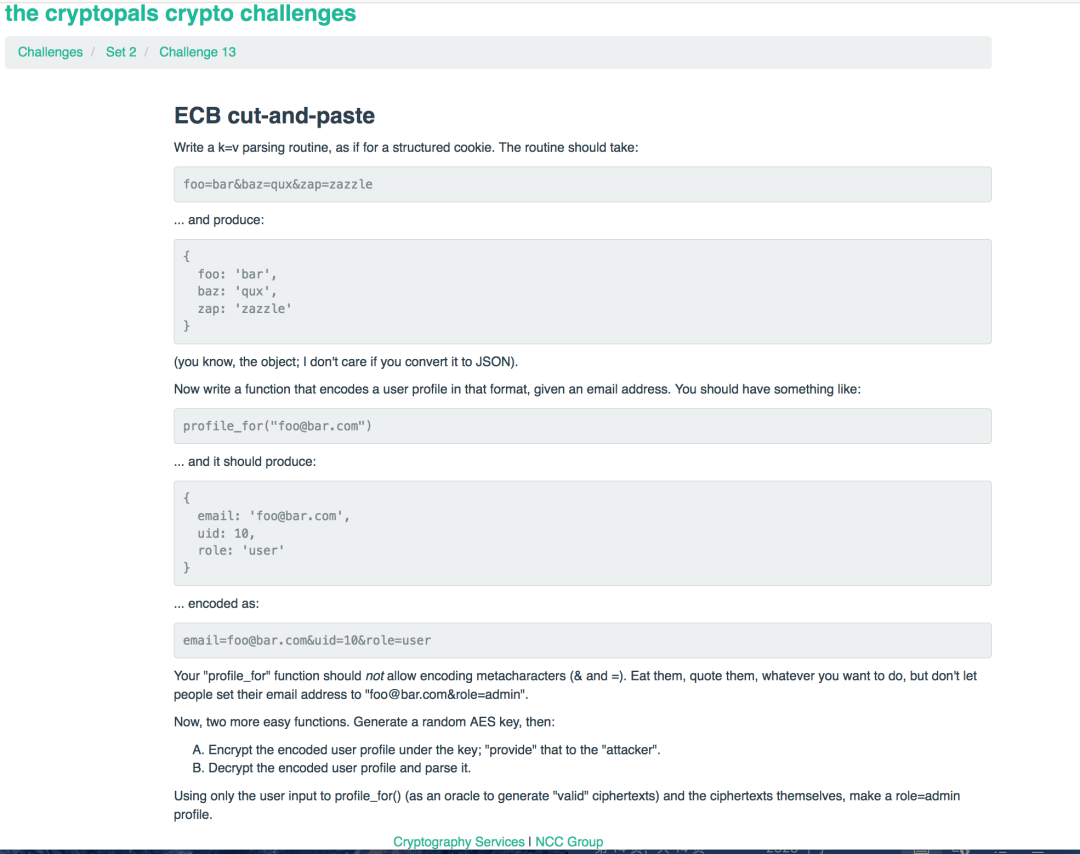 the cryptopals crypto challenges
Challenges / Set 2 / Challenge 13
ECB cut-and-paste
Write a k=v parsing routine, as if for a structured cookie. The routine should take:
foo=bar&baz=qux&zap=zazzle
... and produce:
{
foo: 'bar',
baz: 'qux',
zap: 'zazzle'
}
(you know, the object; I don't care if you convert it to JSON).
Now write a function that encodes a user profile in that format, given an email address. You should have something like:
profile_for("foo@bar.com")
... and it should produce:
{
email: 'foo@bar.com',
uid: 10,
role: 'user'
}
... encoded as:
email=foo@bar.com&uid=10&role=user
Your "profile_for" function should not allow encoding metacharacters (& and =). Eat them, quote them, whatever you want to do, but don't let
people set their email address to "foo@bar.com&role=admin".
Now, two more easy functions. Generate a random AES key, then:
A. Encrypt the encoded user profile under the key; "provide" that to the "attacker".
B. Decrypt the encoded user profile and parse it.
Using only the user input to profile_for() (as an oracle to generate "valid" ciphertexts) and the ciphertexts themselves, make a role=admin
profile.
Cryptography Services | NCC Group